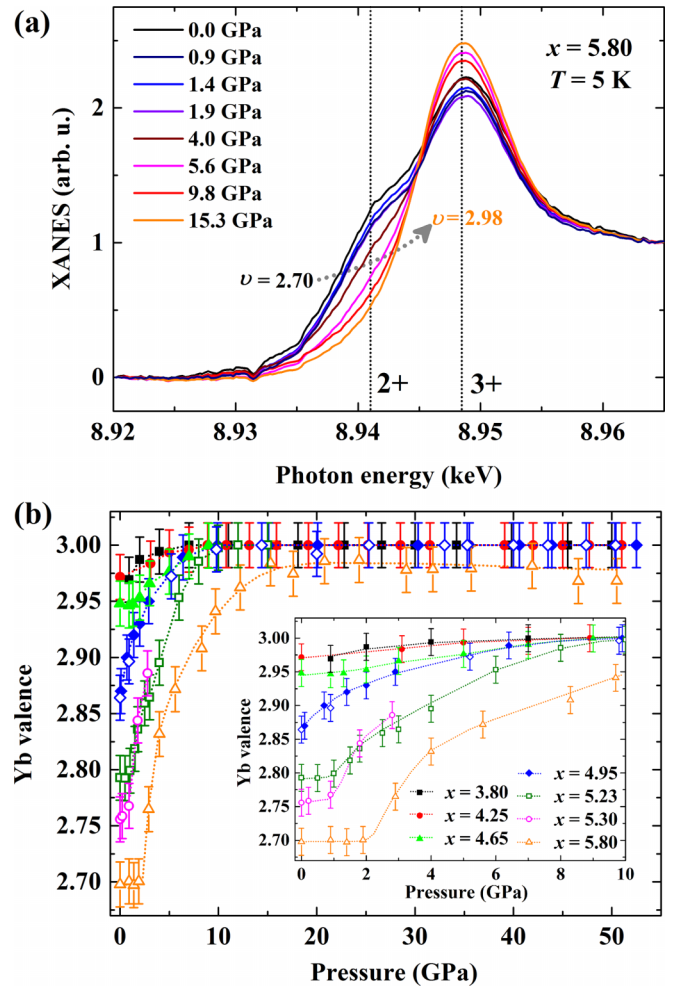 (a)
XANES (arb. u.)
2
1
0
0.0 GPa
0.9 GPa
1.4 GPa
1.9 GPa
4.0 GPa
5.6 GPa
9.8 GPa
15.3 GPa
x = 5.80
T = 5 K
υ = 2.98
υ = 2.70
2+
3+
8.92
8.93
8.94
8.95
8.96
Photon energy (keV)
(b)
Yb valence
3.00
2.95
2.90
2.85
2.80
2.75
2.70
Yb valence
3.00
2.95
2.90
2.85
2.80
2.75
2.70
x = 3.80
x = 4.25
x = 4.65
x = 4.95
x = 5.23
x = 5.30
x = 5.80
0
2
4
6
8
10
Pressure (GPa)
0
10
20
30
40
50
Pressure (GPa)